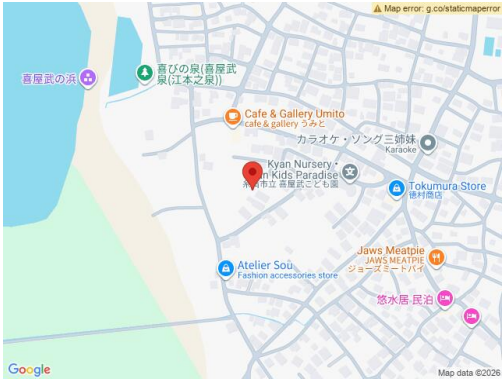 Map error: g.co/staticmaperror
喜びの泉(喜屋武
泉(江本之泉))
喜屋武の浜
Cafe & Gallery Umito
cafe & gallery うみと
カラオケ・ソング三姉妹
Karaoke
Kyan Nursery・
n Kids Paradise
市立 喜屋武こども園
Tokumura Store
徳村商店
Jaws Meatpie
JAWS MEATPIE
ジョーズミートパイ
Atelier Soü
Fashion accessories store
悠水居-民泊
Google
Map data ©2026